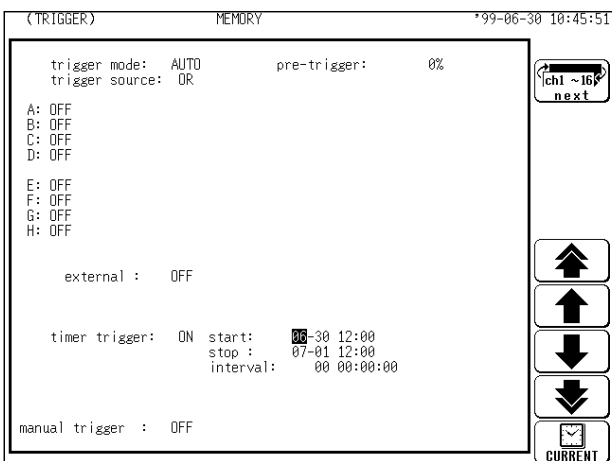 (TRIGGER) MEMORY '99-06-30 10:45:51
trigger mode: AUTO pre-trigger: 0%
trigger source: OR
ch1 ~16
next
A: OFF
B: OFF
C: OFF
D: OFF
E: OFF
F: OFF
G: OFF
H: OFF
external : OFF
timer trigger: ON start: 06-30 12:00
stop : 07-01 12:00
interval: 00 00:00:00
manual trigger : OFF
CURRENT